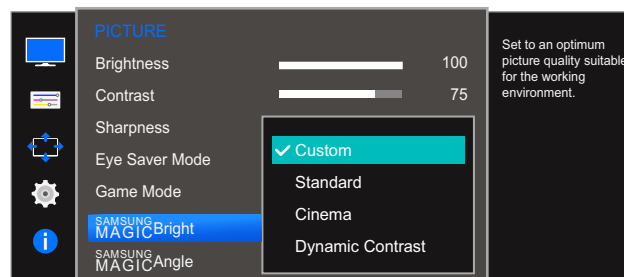 PICTURE
Brightness 100
Contrast 75
Sharpness
Eye Saver Mode
Game Mode
SAMSUNG
MAGICBright
SAMSUNG
MAGICAngle
Custom
Standard
Cinema
Dynamic Contrast
Set to an optimum
picture quality suitable
for the working
environment.